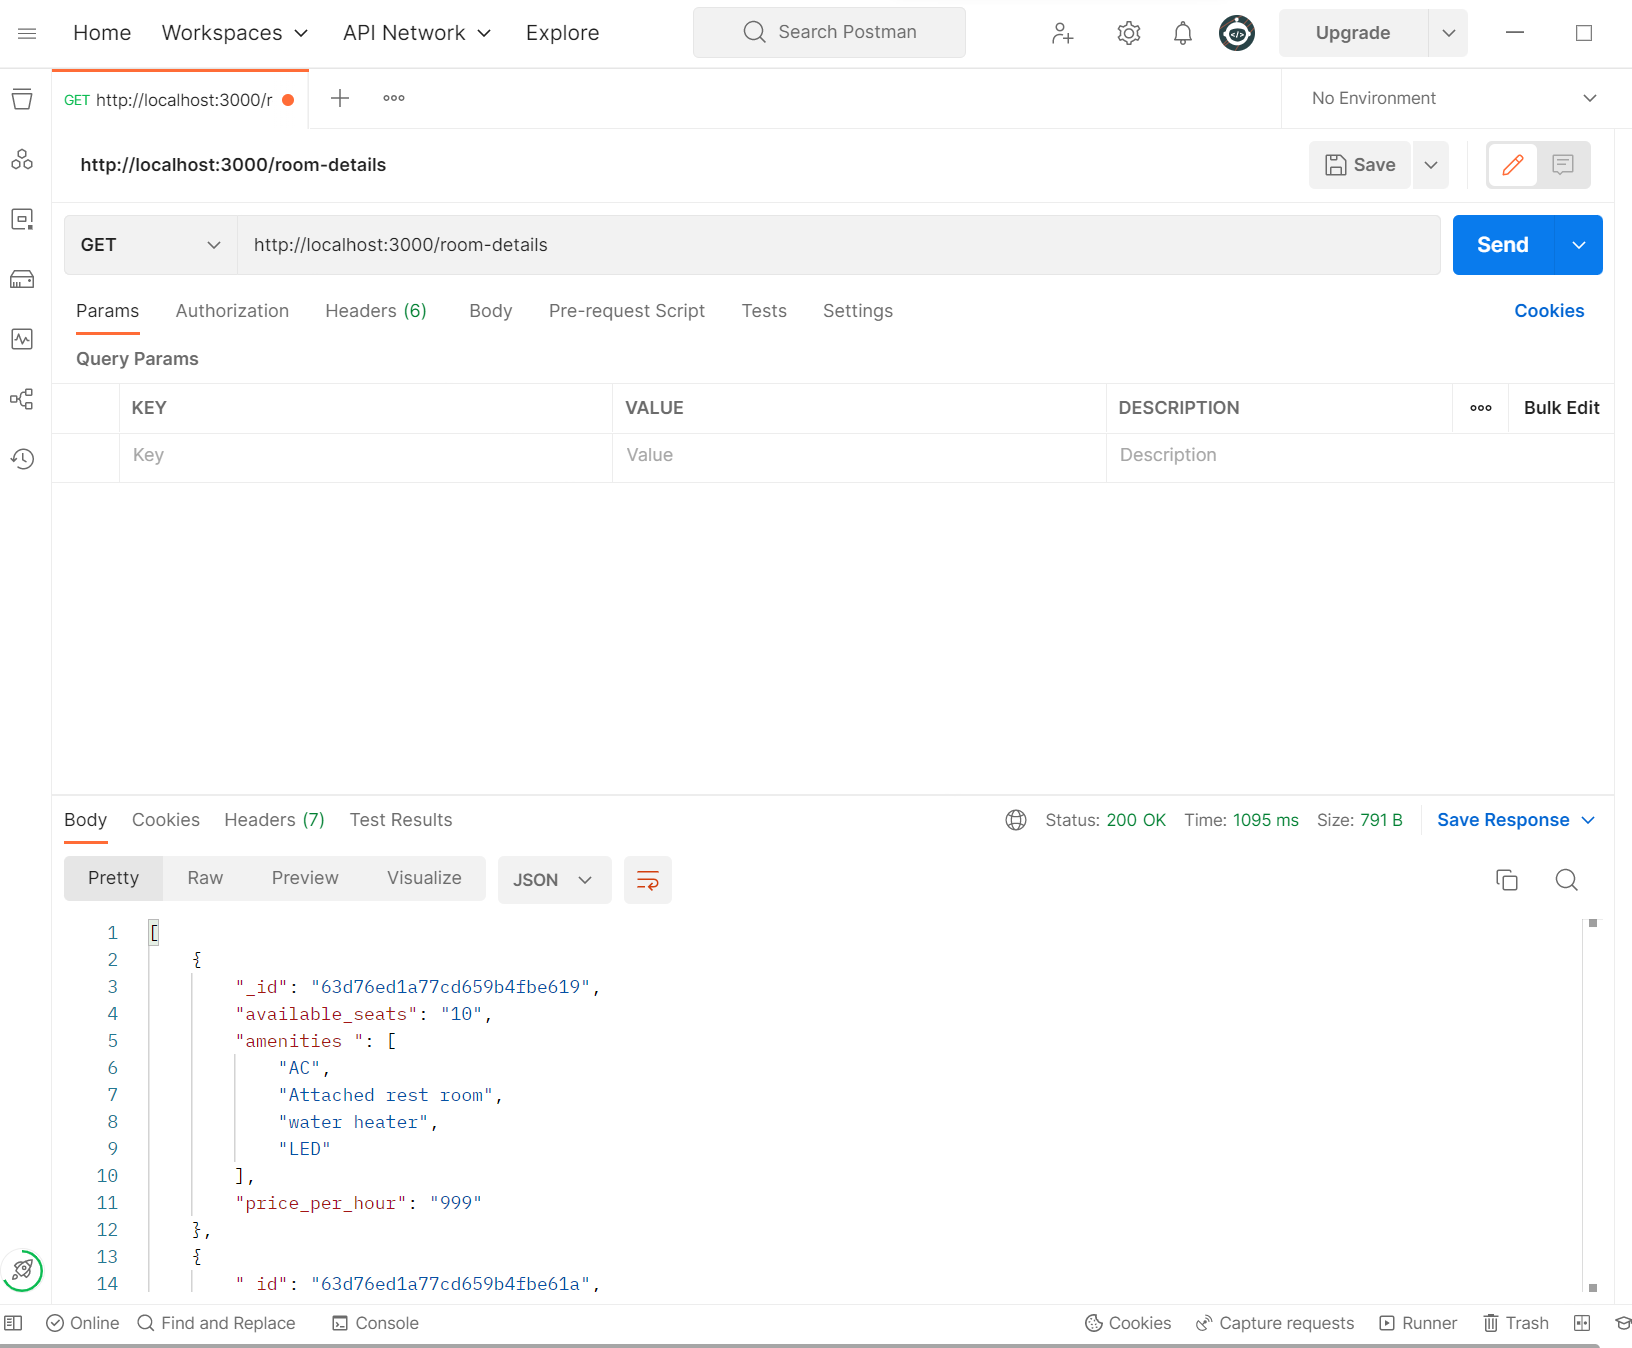 Home Workspaces API Network Explore Search Postman Upgrade
GET http://localhost:3000/r No Environment
http://localhost:3000/room-details Save
GET http://localhost:3000/room-details Send
Params Authorization Headers (6) Body Pre-request Script Tests Settings Cookies
Query Params
KEY VALUE DESCRIPTION Bulk Edit
Key Value Description
Body Cookies Headers (7) Test Results Status: 200 OK Time: 1095 ms Size: 791 B Save Response
Pretty Raw Preview Visualize JSON
1 [
2 {
3 "_id": "63d76ed1a77cd659b4fbe619",
4 "available_seats": "10",
5 "amenities ": [
6 "AC",
7 "Attached rest room",
8 "water heater",
9 "LED"
10 ],
11 "price_per_hour": "999"
12 },
13 {
14 "_id": "63d76ed1a77cd659b4fbe61a",
Online Find and Replace Console Cookies Capture requests Runner Trash